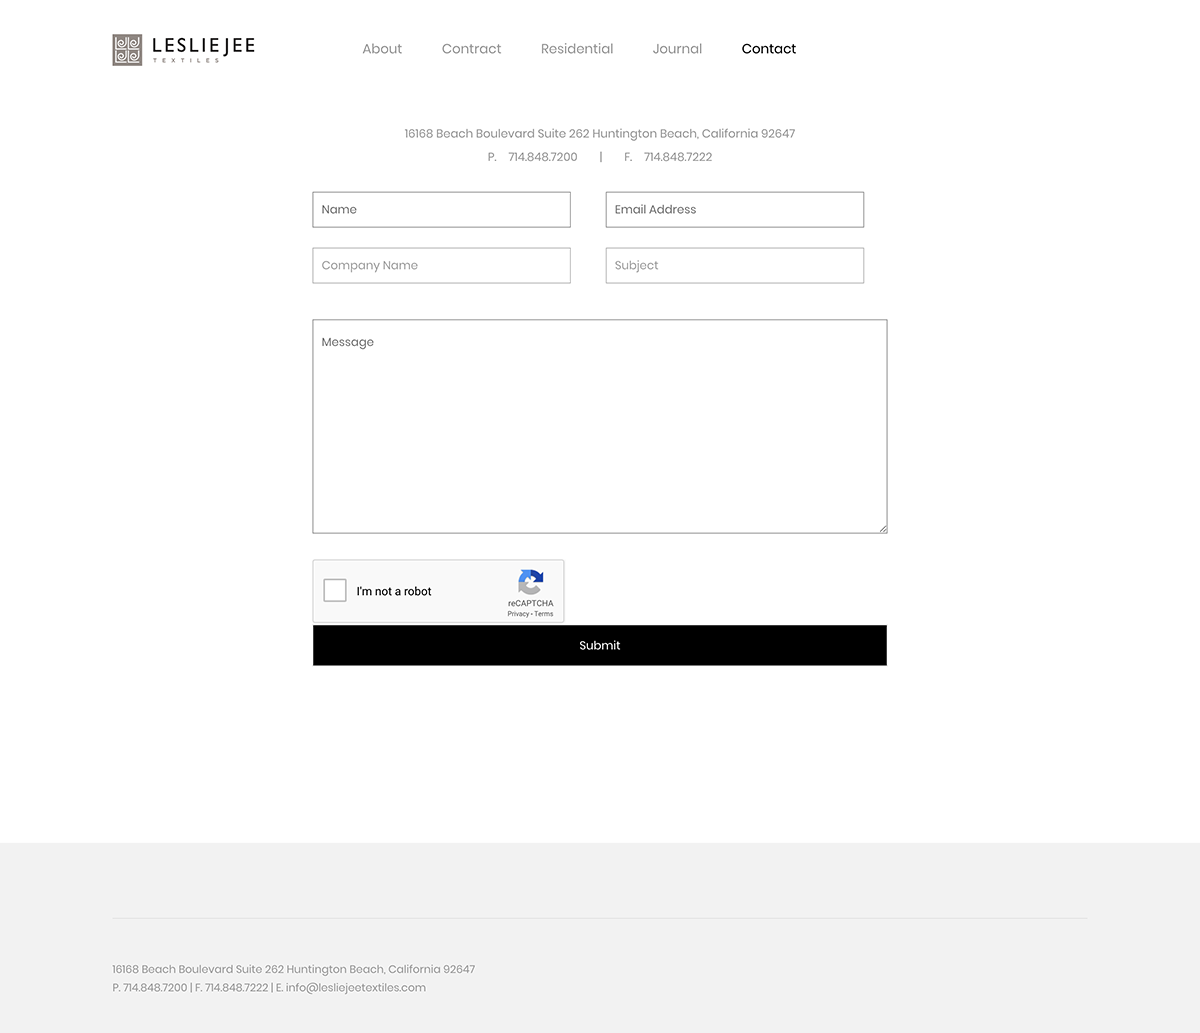 LESLIE JEE
TEXTILES
About Contract Residential Journal Contact
16168 Beach Boulevard Suite 262 Huntington Beach, California 92647
P. 714.848.7200 | F. 714.848.7222
Name Email Address
Company Name Subject
Message
I'm not a robot
reCAPTCHA
Privacy • Terms
Submit
16168 Beach Boulevard Suite 262 Huntington Beach, California 92647
P. 714.848.7200 | F. 714.848.7222 | E. info@lesliejeetextiles.com